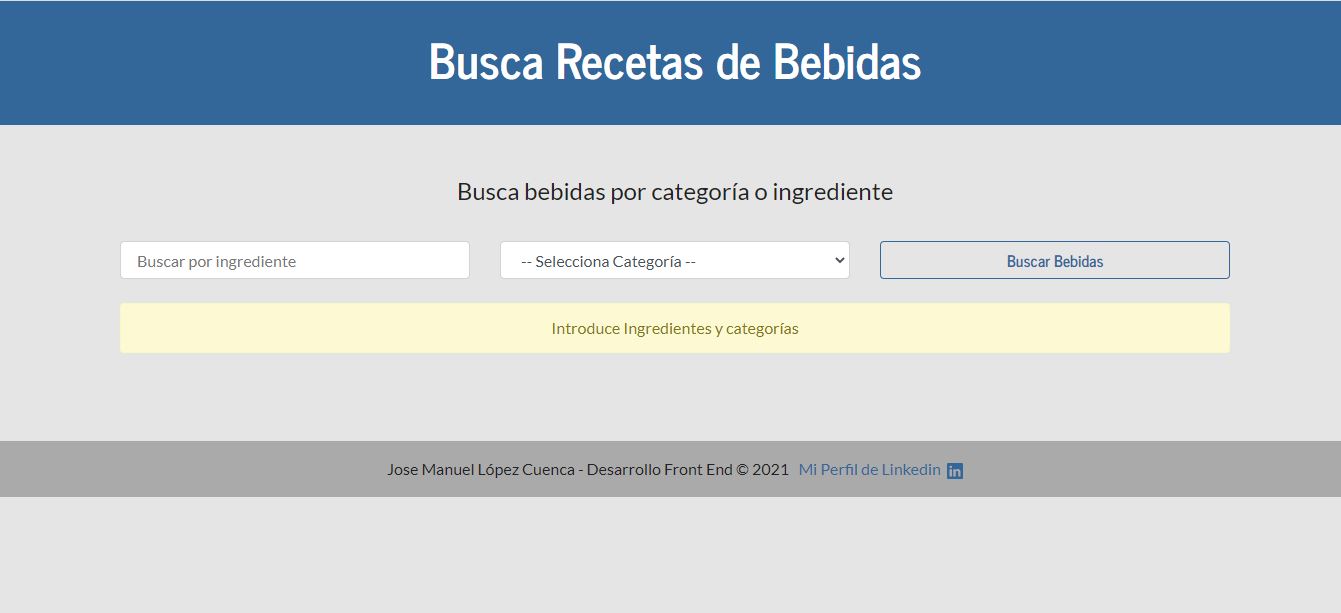 Busca Recetas de Bebidas
Busca bebidas por categoría o ingrediente
Buscar por ingrediente
-- Selecciona Categoría --
Buscar Bebidas
Introduce Ingredientes y categorías
Jose Manuel López Cuenca - Desarrollo Front End © 2021 Mi Perfil de Linkedin in